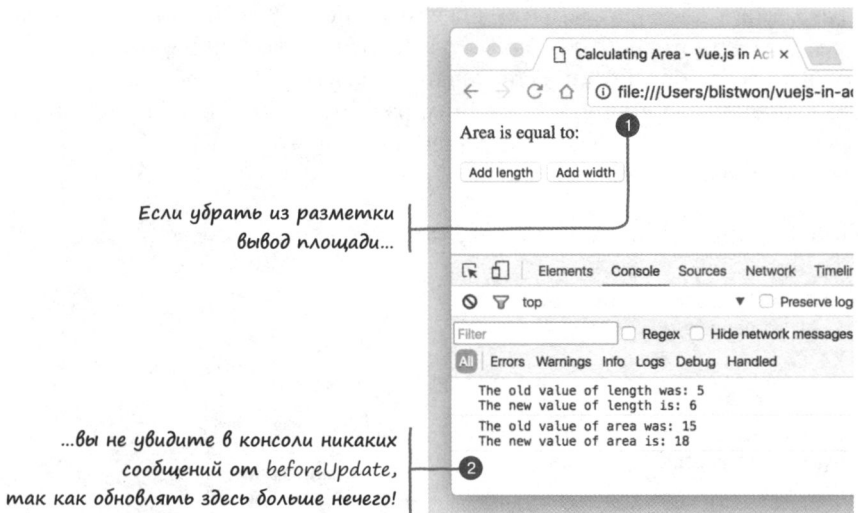 Calculating Area - Vue.js in Act
file:///Users/blistwon/vuejs-in-ac
Area is equal to:
1
Add length Add width
Если убрать из разметки
вывод площади...
Elements Console Sources Network Timelin
top Preserve log
Filter Regex Hide network messages
All Errors Warnings Info Logs Debug Handled
The old value of length was: 5
The new value of length is: 6
The old value of area was: 15
The new value of area is: 18
...вы не увидите в консоли никаких
сообщений от beforeUpdate,
так как обновлять здесь больше нечего!
2